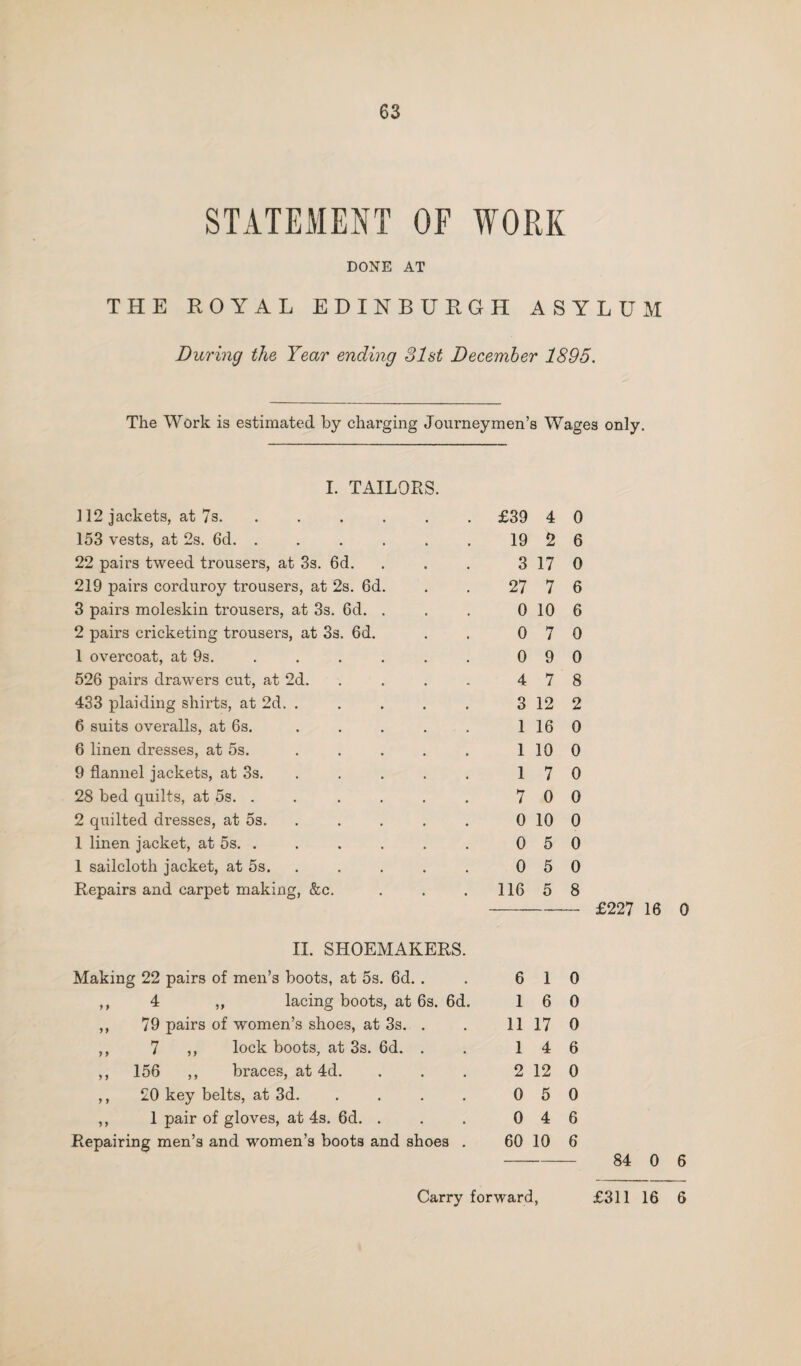 63
STATEMENT OF WORK
DONE AT
THE ROYAL EDINBURGH ASYLUM
During the Year ending 31st December 1895.
The Work is estimated by charging Journeymen's Wages only.
I. TAILORS.
112 jackets, at 7s. . . . . . . £39 4 0
153 vests, at 2s. 6d. . . . . . . 19 2 6
22 pairs tweed trousers, at 3s. 6d. . . . 3 17 0
219 pairs corduroy trousers, at 2s. 6d. . . 27 7 6
3 pairs moleskin trousers, at 3s. 6d. . . . 0 10 6
2 pairs cricketing trousers, at 3s. 6d. . . 0 7 0
1 overcoat, at 9s. . . . . . . 0 9 0
526 pairs drawers cut, at 2d. . . . . 4 7 8
433 plaiding shirts, at 2d. . . . . . 3 12 2
6 suits overalls, at 6s. . . . . . 1 16 0
6 linen dresses, at 5s. . . . . . 1 10 0
9 flannel jackets, at 3s. . . . . . 1 7 0
28 bed quilts, at 5s. . . . . . . 7 0 0
2 quilted dresses, at 5s. . . . . . 0 10 0
1 linen jacket, at 5s. . . . . . . 0 5 0
1 sailcloth jacket, at 5s. . . . . . 0 5 0
Repairs and carpet making, &c. . . . 116 5 8
£227 16 0
II. SHOEMAKERS.
Making 22 pairs of men's boots, at 5s. 6d. . . 6 1 0
,, 4 ,, lacing boots, at 6s. 6d. 1 6 0
,, 79 pairs of women's shoes, at 3s. . . 11 17 0
,, 7 ,, lock boots, at 3s. 6d. . . 1 4 6
,, 156 ,, braces, at 4d. . . . 2 12 0
,, 20 key belts, at 3d. . . . . 0 5 0
,, 1 pair of gloves, at 4s. 6d. . . . 0 4 6
Repairing men's and women's boots and shoes . 60 10 6
84 0 6
Carry forward, £311 16 6